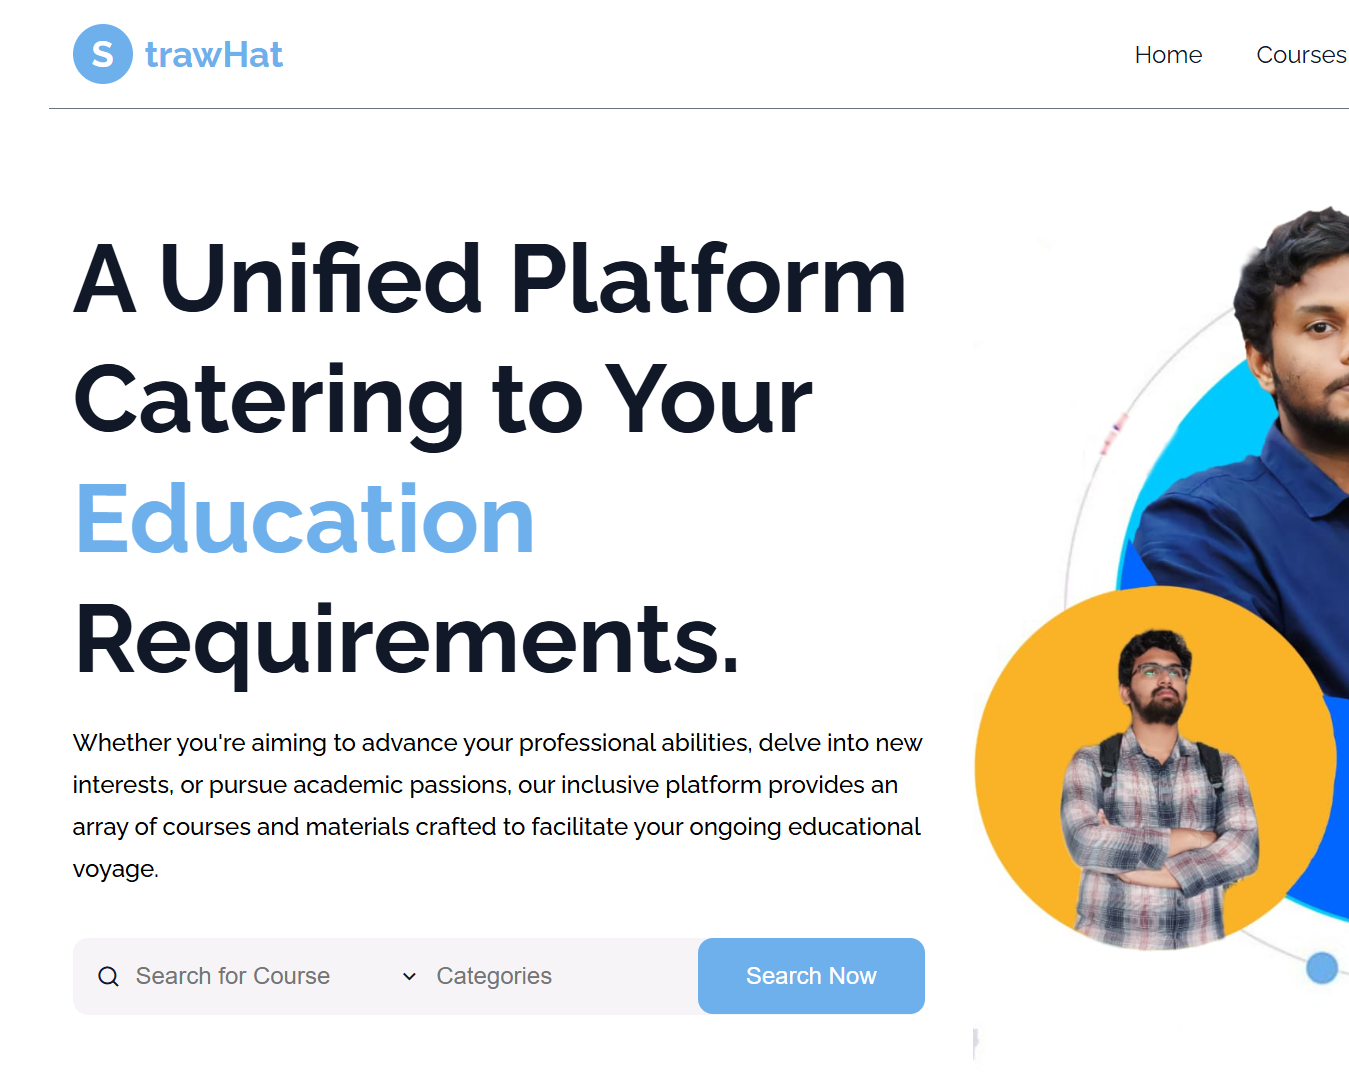 S trawHat
Home Courses
A Unified Platform
Catering to Your
Education
Requirements.
Whether you're aiming to advance your professional abilities, delve into new
interests, or pursue academic passions, our inclusive platform provides an
array of courses and materials crafted to facilitate your ongoing educational
voyage.
Search for Course Categories Search Now